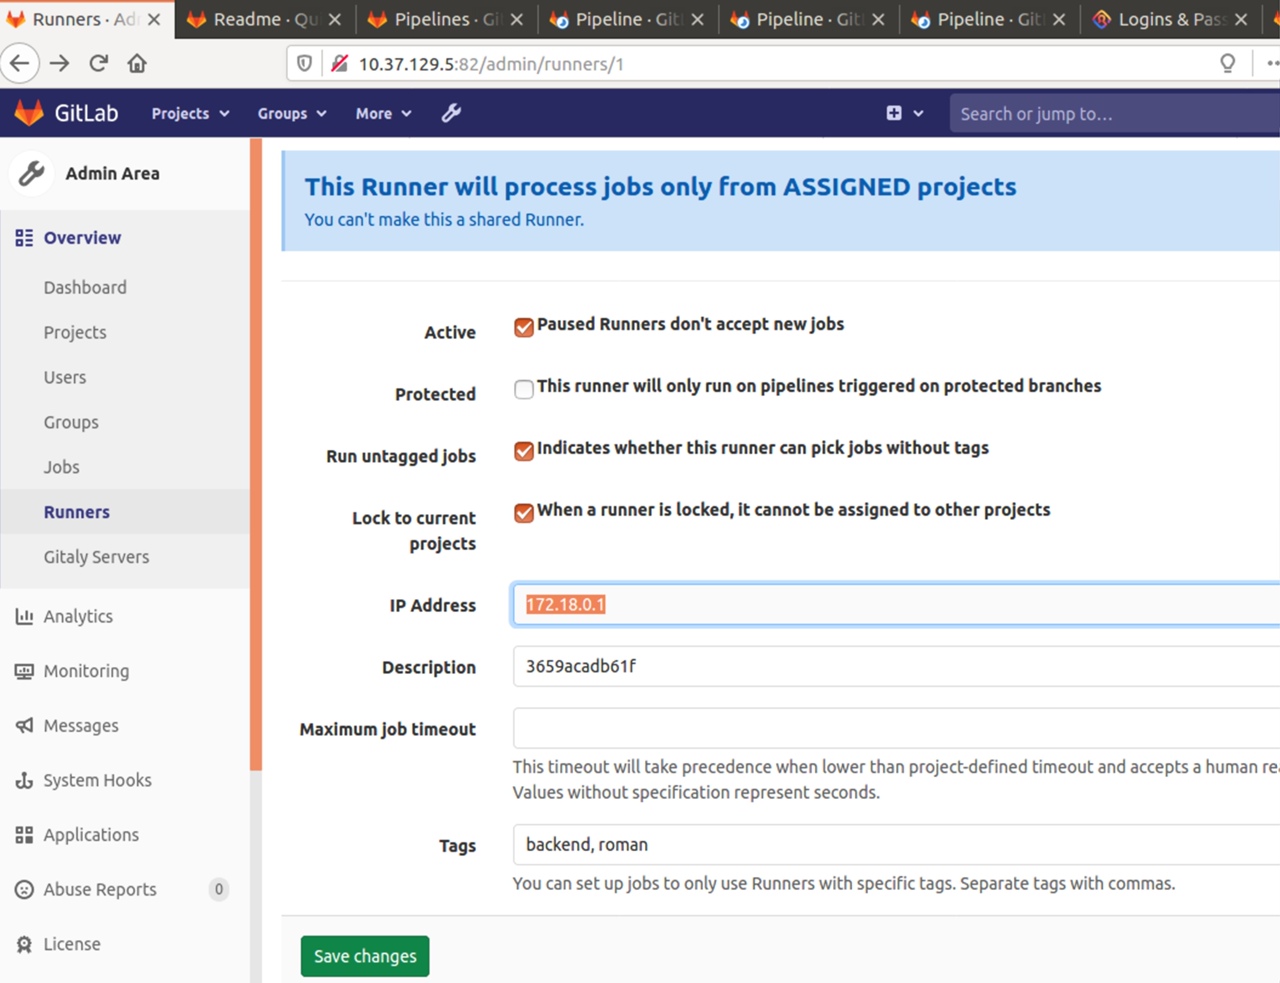 Runners · Ad
Readme · Qu
Pipelines · Gi
Pipeline · Git
Pipeline · Git
Pipeline · Git
Logins & Pas
10.37.129.5:82/admin/runners/1
GitLab
Projects
Groups
More
Search or jump to…
Admin Area
Overview
Dashboard
Projects
Users
Groups
Jobs
Runners
Gitaly Servers
Analytics
Monitoring
Messages
System Hooks
Applications
Abuse Reports 0
License
This Runner will process jobs only from ASSIGNED projects
You can't make this a shared Runner.
Active
Paused Runners don't accept new jobs
Protected
This runner will only run on pipelines triggered on protected branches
Run untagged jobs
Indicates whether this runner can pick jobs without tags
Lock to current
projects
When a runner is locked, it cannot be assigned to other projects
IP Address
172.18.0.1
Description
3659acadb61f
Maximum job timeout
This timeout will take precedence when lower than project-defined timeout and accepts a human rea
Values without specification represent seconds.
Tags
backend, roman
You can set up jobs to only use Runners with specific tags. Separate tags with commas.
Save changes